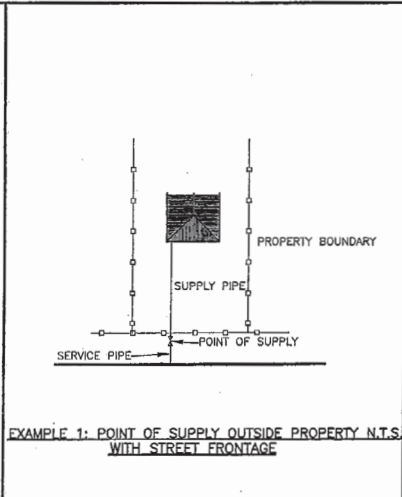 PROPERTY BOUNDARY
SUPPLY PIPE
POINT OF SUPPLY
SERVICE PIPE
EXAMPLE 1: POINT OF SUPPLY OUTSIDE PROPERTY N.T.S.
WITH STREET FRONTAGE